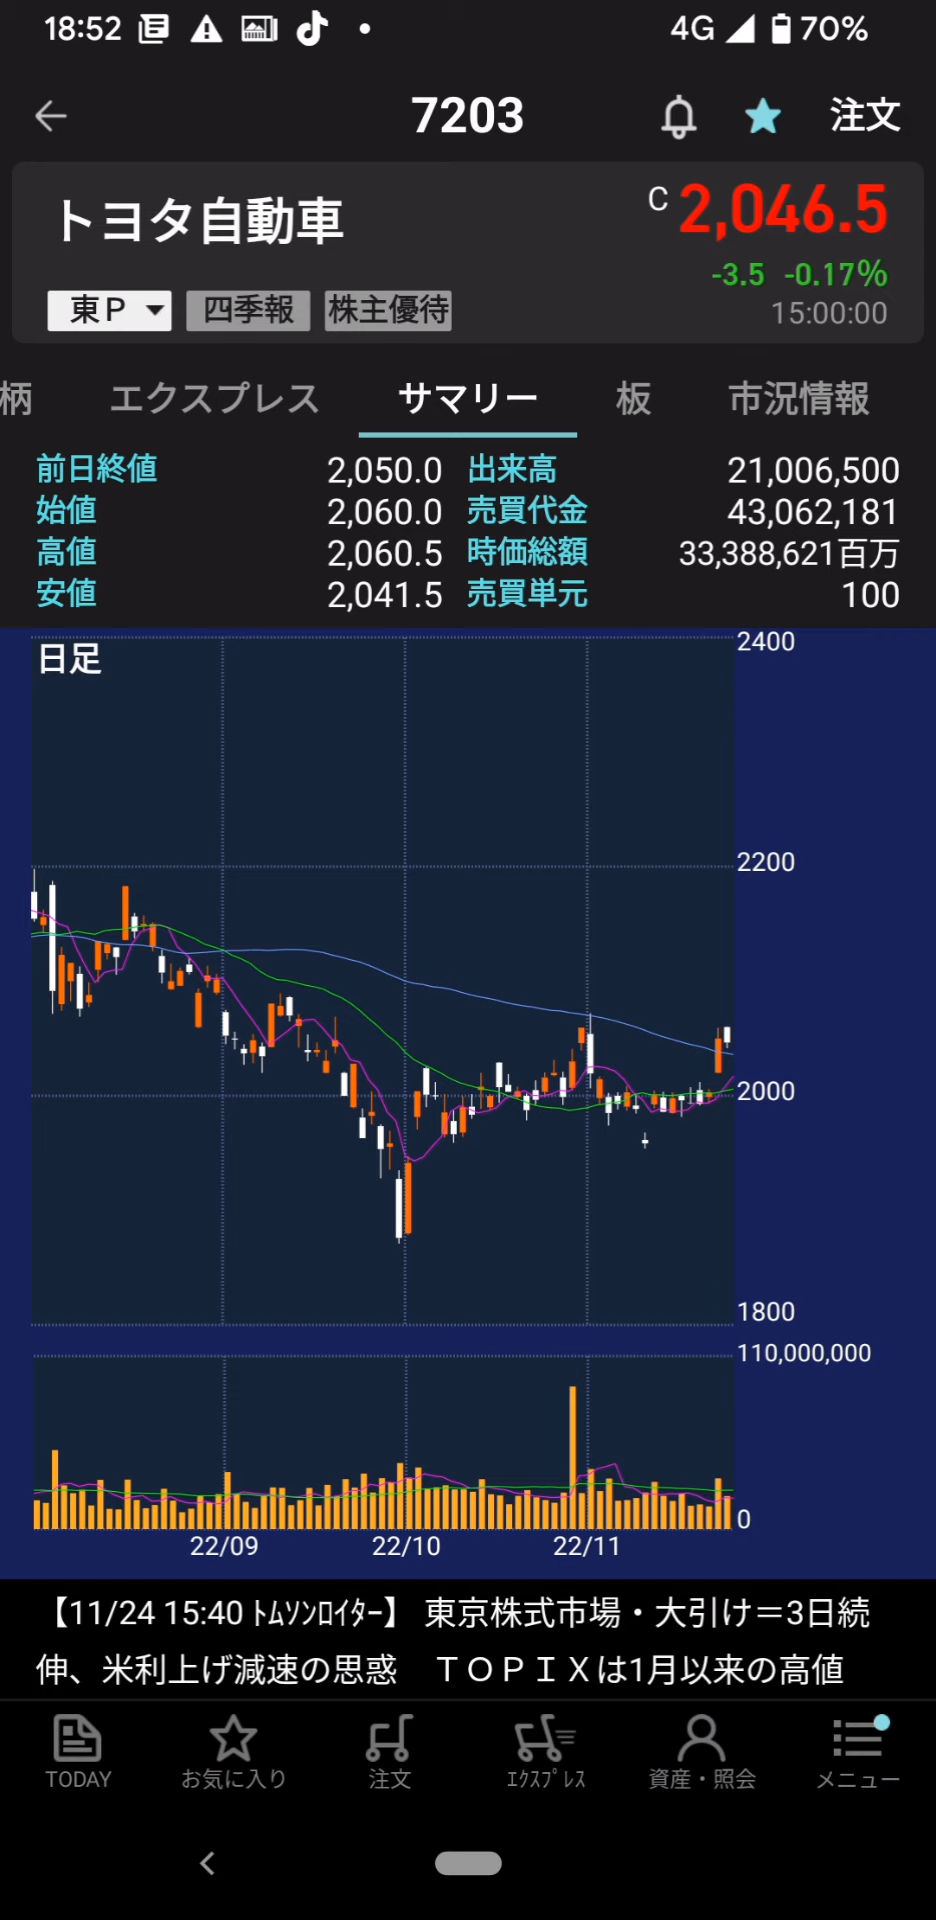 18:52 4G 70%
7203 注文
トヨタ自動車 C 2,046.5
-3.5 -0.17%
東P 四季報 株主優待 15:00:00
柄 エクスプレス サマリー 板 市況情報
前日終値 2,050.0 出来高 21,006,500
始値 2,060.0 売買代金 43,062,181
高値 2,060.5 時価総額 33,388,621百万
安値 2,041.5 売買単元 100
日足
2400
2200
2000
1800
110,000,000
0
22/09 22/10 22/11
【11/24 15:40 ﾄﾑｿﾝﾛｲﾀｰ】 東京株式市場・大引け＝3日続
伸、米利上げ減速の思惑　ＴＯＰＩＸは1月以来の高値
TODAY お気に入り 注文 ｴｸｽﾌﾟﾚｽ 資産・照会 メニュー